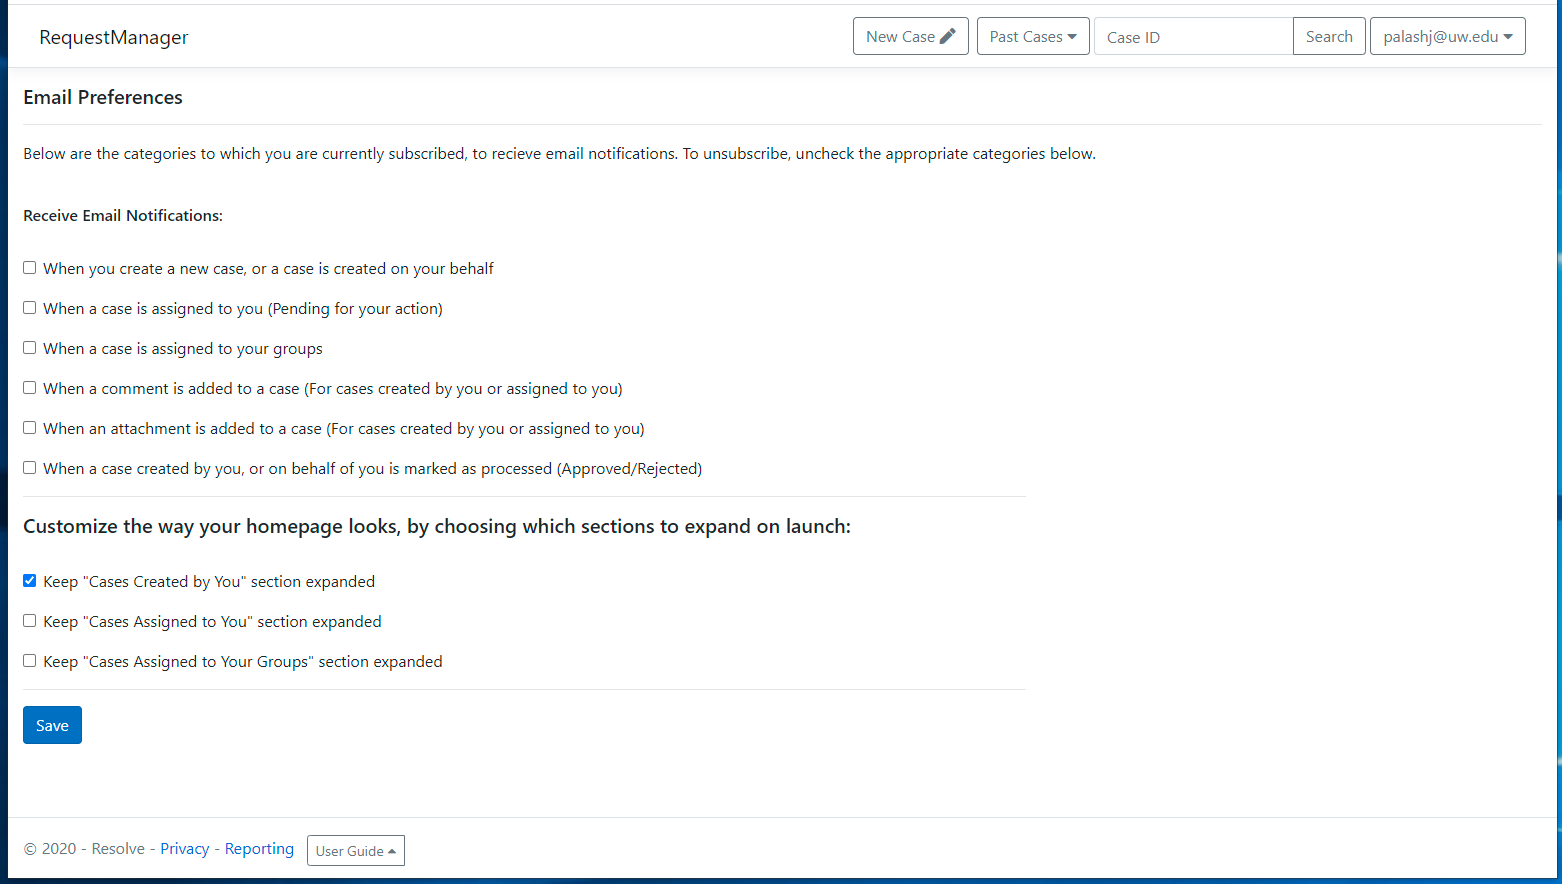 RequestManager
New Case
Past Cases
Case ID
Search
palashj@uw.edu
Email Preferences
Below are the categories to which you are currently subscribed, to recieve email notifications. To unsubscribe, uncheck the appropriate categories below.
Receive Email Notifications:
When you create a new case, or a case is created on your behalf
When a case is assigned to you (Pending for your action)
When a case is assigned to your groups
When a comment is added to a case (For cases created by you or assigned to you)
When an attachment is added to a case (For cases created by you or assigned to you)
When a case created by you, or on behalf of you is marked as processed (Approved/Rejected)
Customize the way your homepage looks, by choosing which sections to expand on launch:
Keep "Cases Created by You" section expanded
Keep "Cases Assigned to You" section expanded
Keep "Cases Assigned to Your Groups" section expanded
Save
© 2020 - Resolve - Privacy - Reporting
User Guide